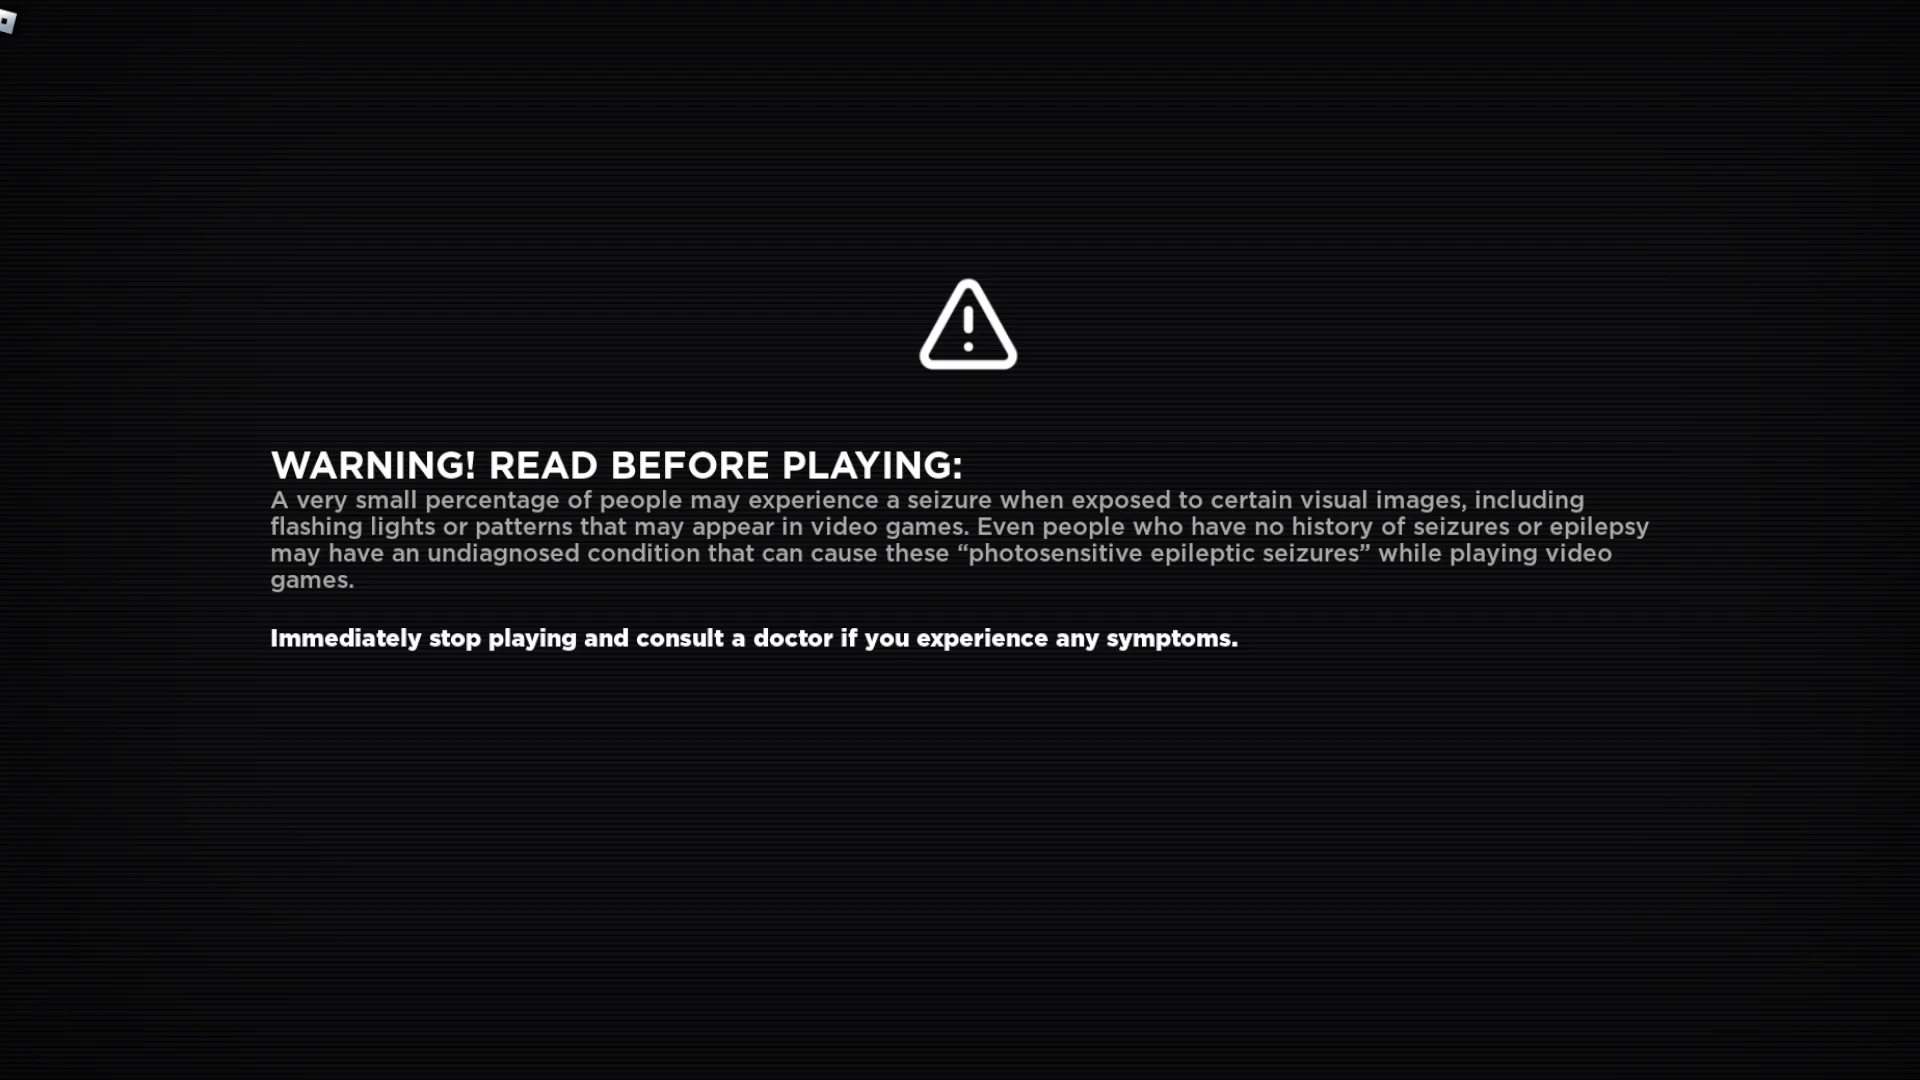 WARNING! READ BEFORE PLAYING:
A very small percentage of people may experience a seizure when exposed to certain visual images, including
flashing lights or patterns that may appear in video games. Even people who have no history of seizures or epilepsy
may have an undiagnosed condition that can cause these “photosensitive epileptic seizures” while playing video
games.
Immediately stop playing and consult a doctor if you experience any symptoms.